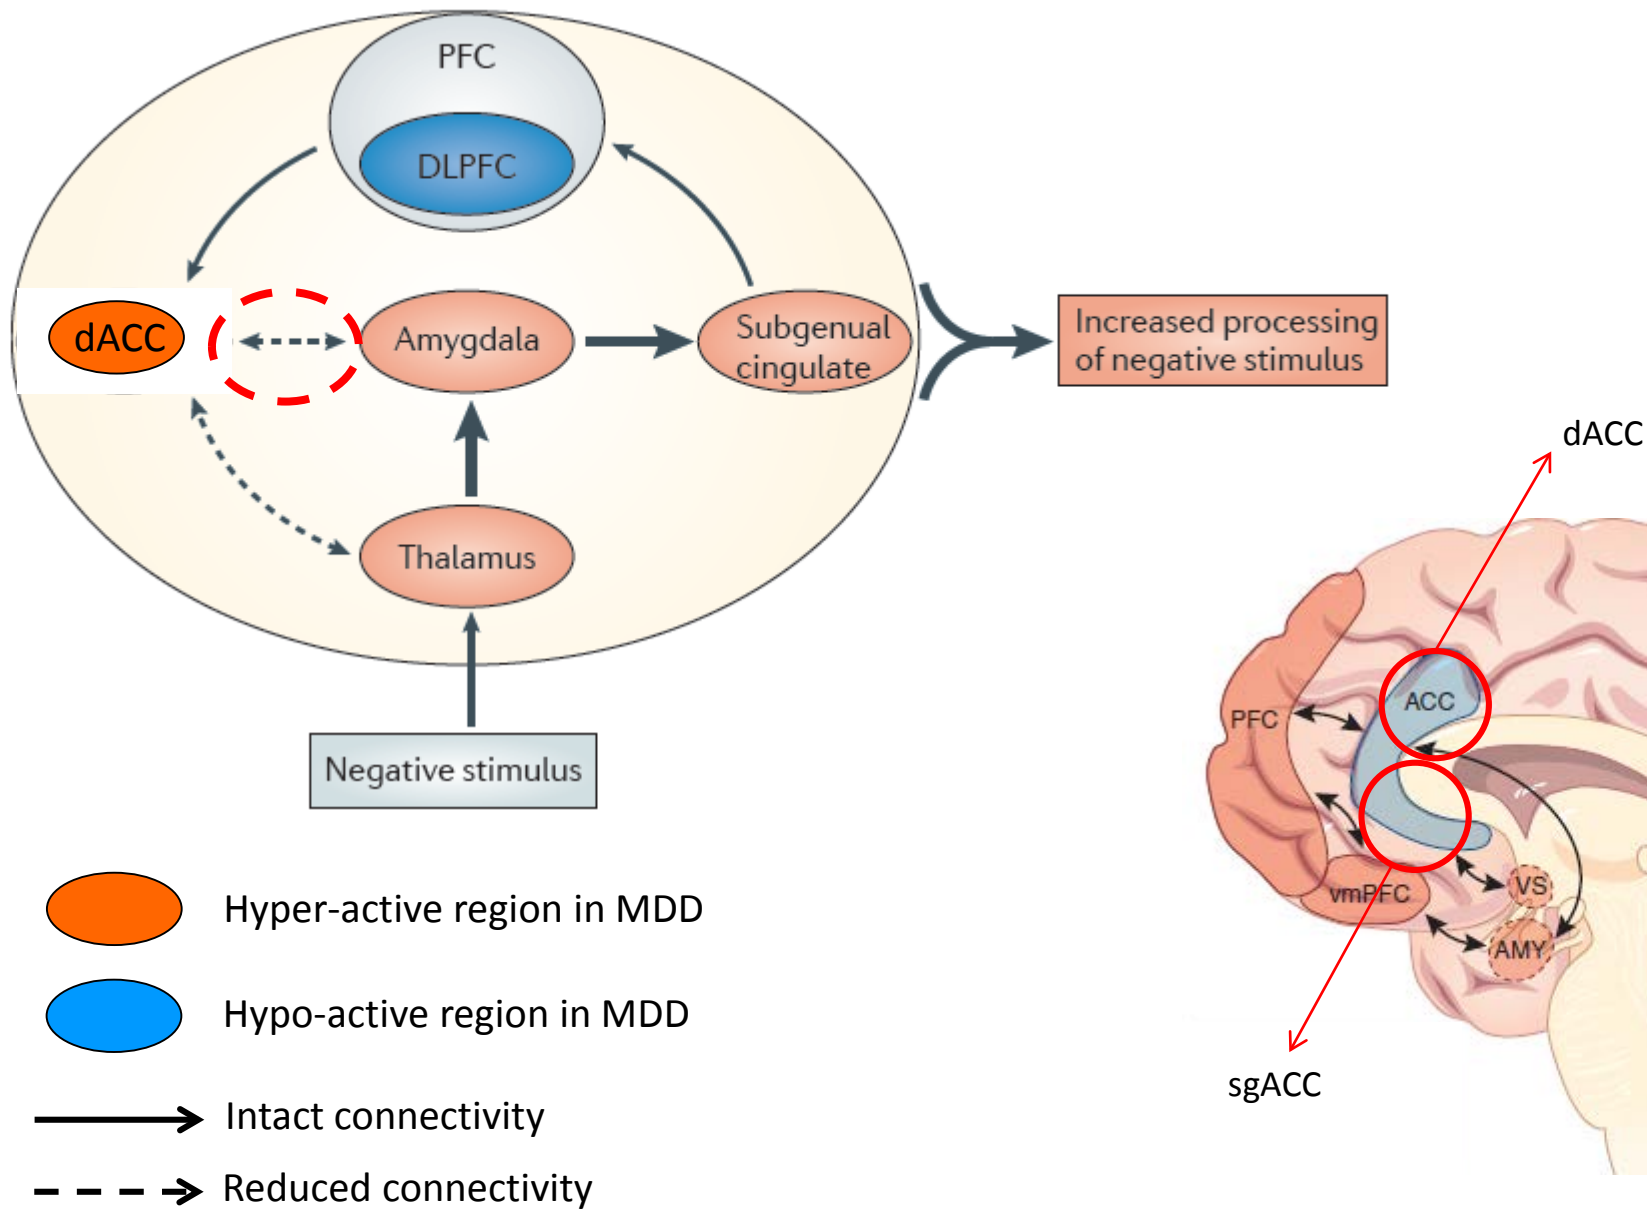 PFC
DLPFC
dACC
Amygdala
Subgenual
cingulate
Increased processing
of negative stimulus
Thalamus
Negative stimulus
dACC
ACC
PFC
vmPFC
VS
AMY
sgACC
Hyper-active region in MDD
Hypo-active region in MDD
Intact connectivity
Reduced connectivity